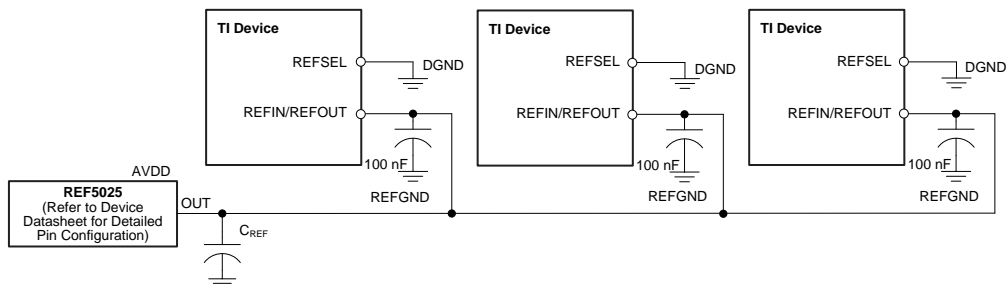 TI Device
REFSEL
DGND
REFIN/REFOUT
100 nF
REFGND
TI Device
REFSEL
DGND
REFIN/REFOUT
100 nF
REFGND
TI Device
REFSEL
DGND
REFIN/REFOUT
100 nF
REFGND
AVDD
REF5025
(Refer to Device
Datasheet for Detailed
Pin Configuration)
OUT
CREF